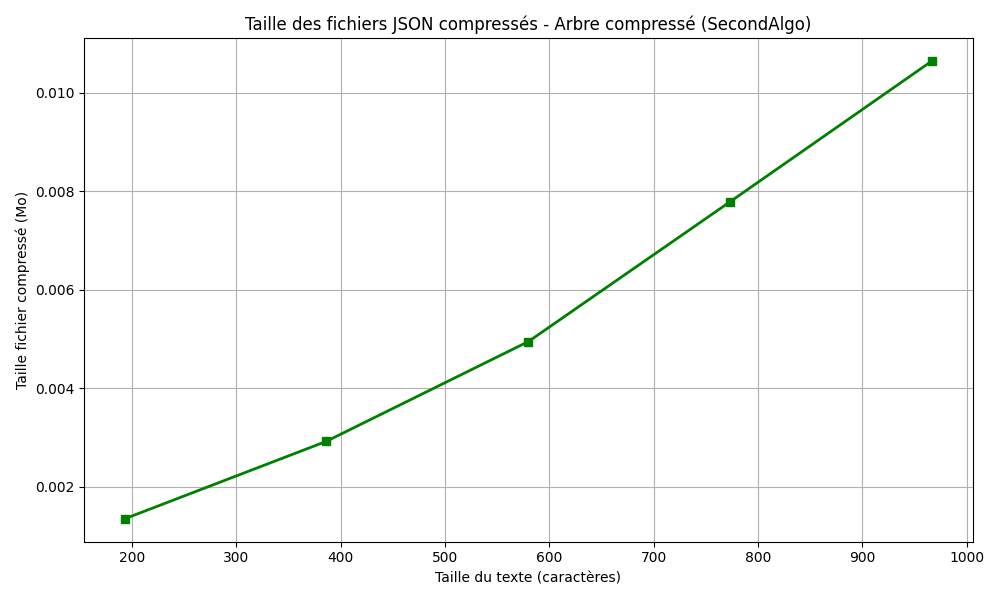 Taille des fichiers JSON compressés - Arbre compressé (SecondAlgo)
0.010
0.008
0.006
0.004
0.002
Taille fichier compressé (Mo)
200 300 400 500 600 700 800 900 1000
Taille du texte (caractères)